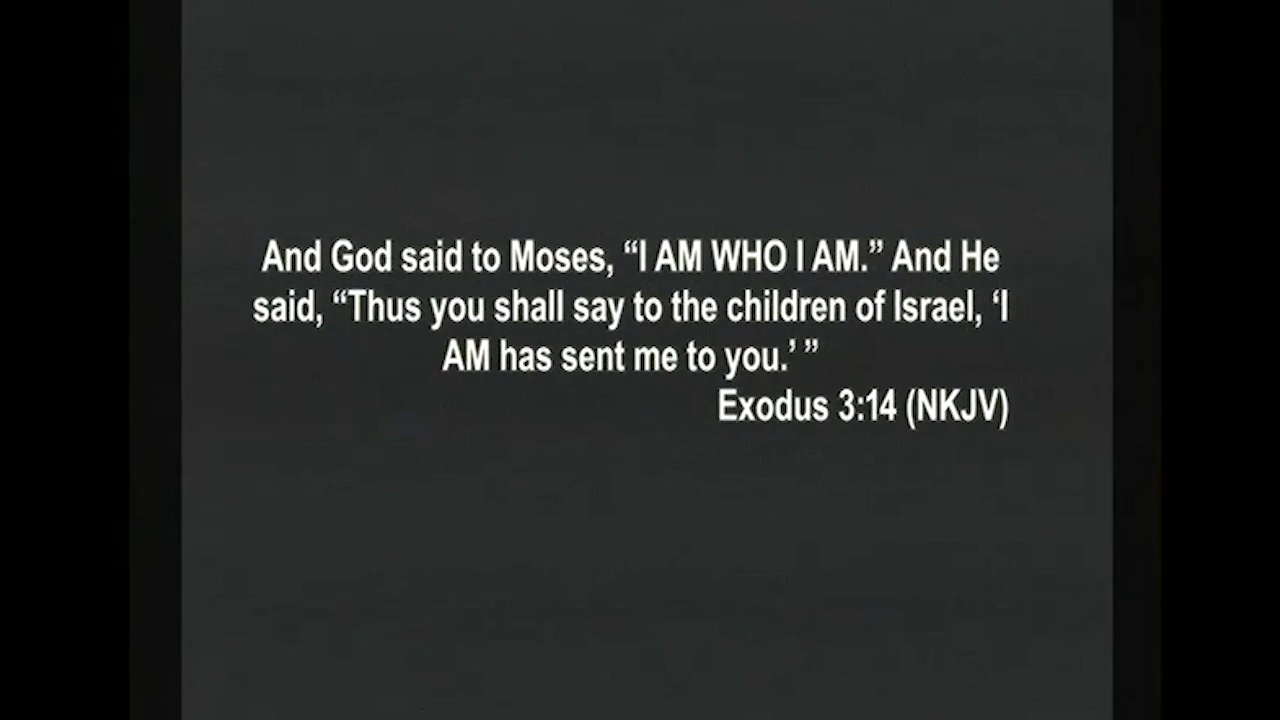 And God said to Moses, “I AM WHO I AM.” And He
said, “Thus you shall say to the children of Israel, ‘I
AM has sent me to you.’ ”
Exodus 3:14 (NKJV)